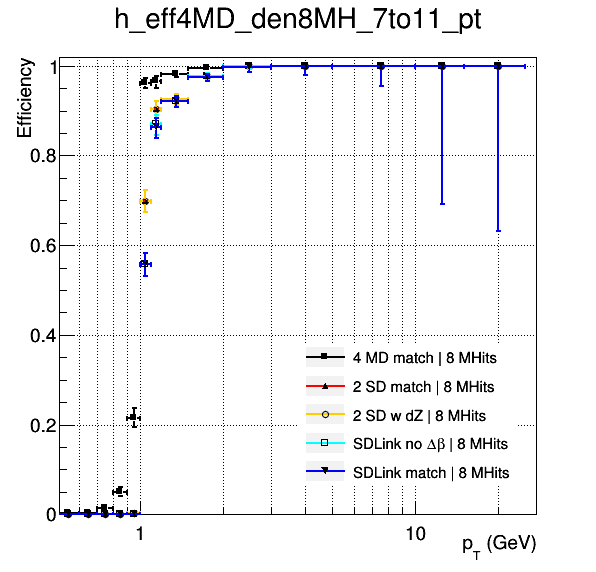 h_eff4MD_den8MH_7to11_pt
Efficiency
1
0.8
0.6
0.4
0.2
0
4 MD match | 8 MHits
2 SD match | 8 MHits
2 SD w dZ | 8 MHits
SDLink no Δβ | 8 MHits
SDLink match | 8 MHits
1
10
p_T (GeV)